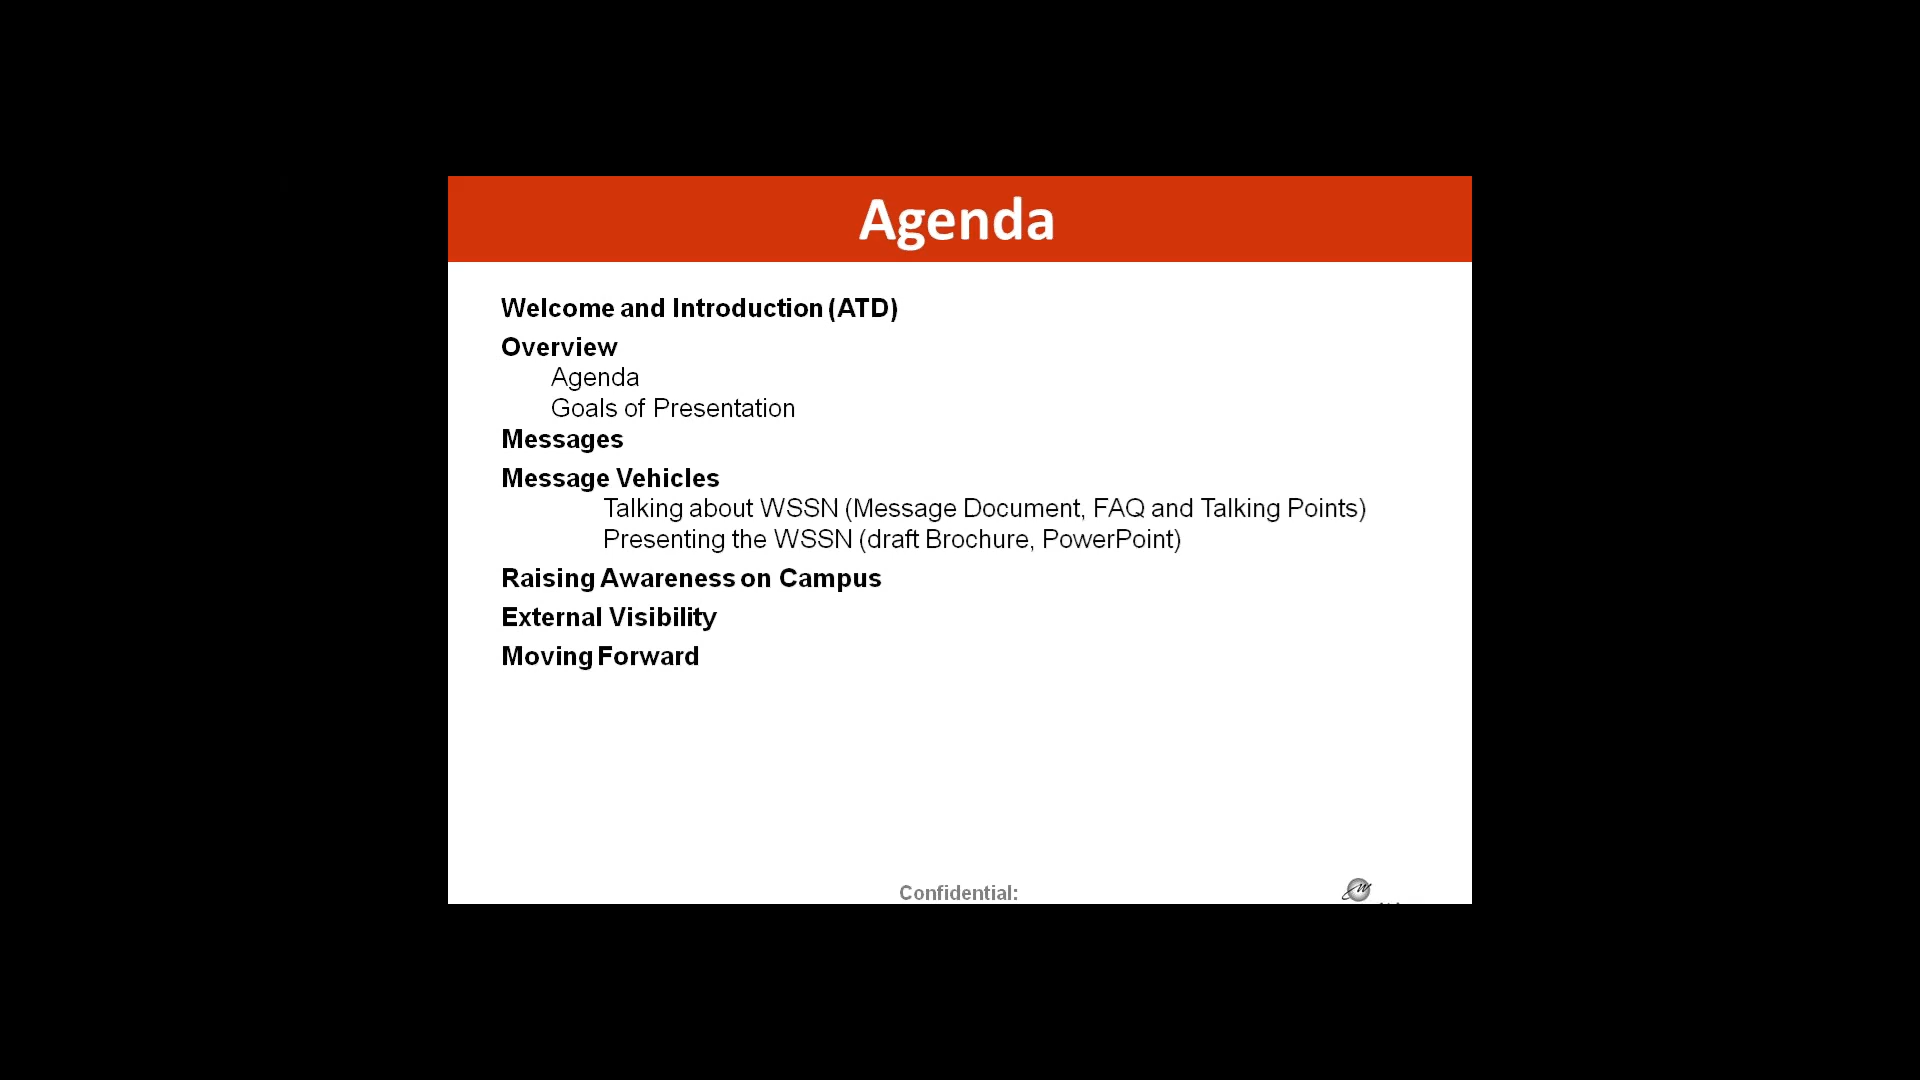 Agenda
Welcome and Introduction (ATD)
Overview
Agenda
Goals of Presentation
Messages
Message Vehicles
Talking about WSSN (Message Document, FAQ and Talking Points)
Presenting the WSSN (draft Brochure, PowerPoint)
Raising Awareness on Campus
External Visibility
Moving Forward
Confidential: